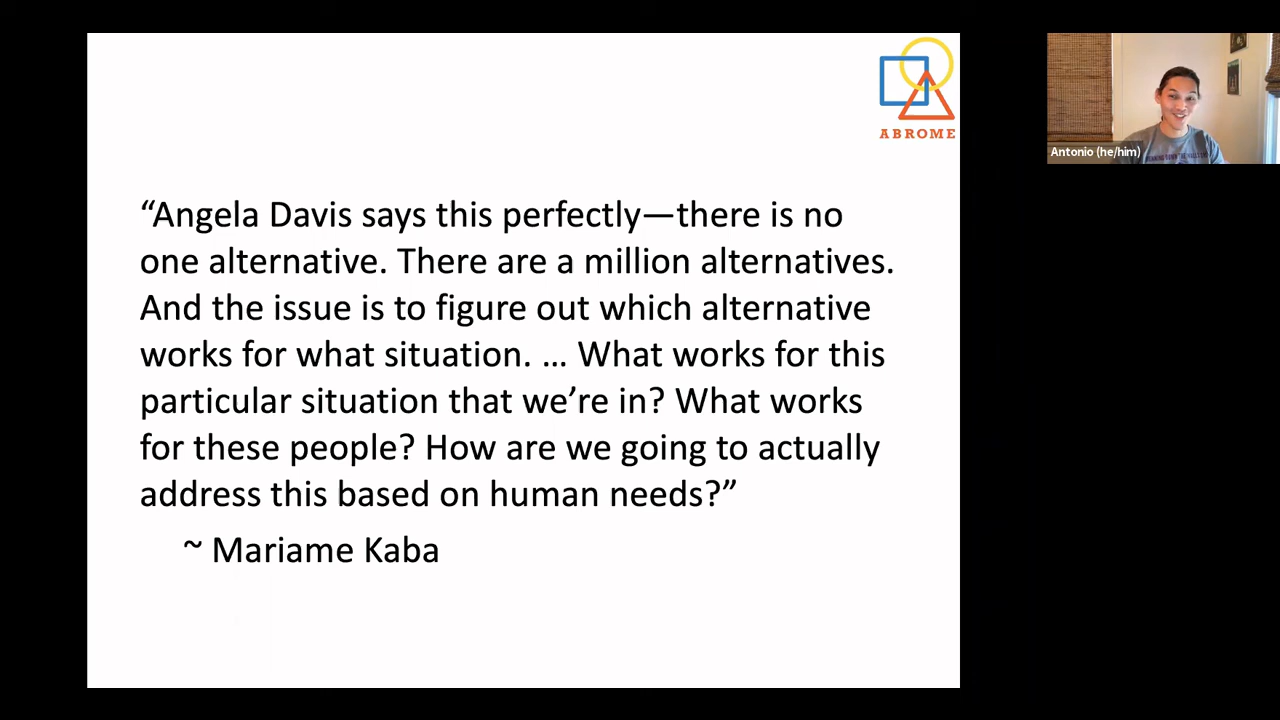 ABROME
“Angela Davis says this perfectly—there is no
one alternative. There are a million alternatives.
And the issue is to figure out which alternative
works for what situation. … What works for this
particular situation that we’re in? What works
for these people? How are we going to actually
address this based on human needs?”
~ Mariame Kaba
Antonio (he/him)